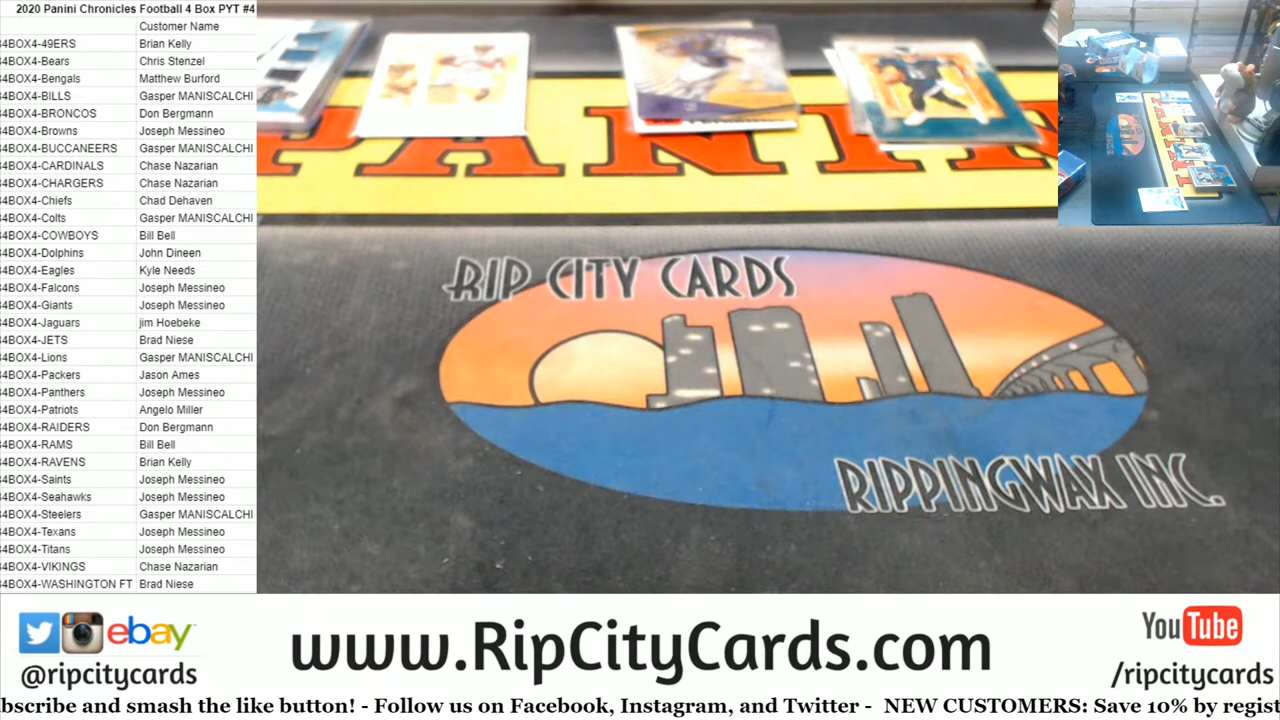 2020 Panini Chronicles Football 4 Box PYT #4
Customer Name
4BOX4-49ERS Brian Kelly
4BOX4-Bears Chris Stenzel
4BOX4-Bengals Matthew Burford
4BOX4-BILLS Gasper MANISCALCHI
4BOX4-BRONCOS Don Bergmann
4BOX4-Browns Joseph Messineo
4BOX4-BUCCANEERS Gasper MANISCALCHI
4BOX4-CARDINALS Chase Nazarian
4BOX4-CHARGERS Chase Nazarian
4BOX4-Chiefs Chad Dehaven
4BOX4-Colts Gasper MANISCALCHI
4BOX4-COWBOYS Bill Bell
4BOX4-Dolphins John Dineen
4BOX4-Eagles Kyle Needs
4BOX4-Falcons Joseph Messineo
4BOX4-Giants Joseph Messineo
4BOX4-Jaguars jim Hoebeke
4BOX4-JETS Brad Niese
4BOX4-Lions Gasper MANISCALCHI
4BOX4-Packers Jason Ames
4BOX4-Panthers Joseph Messineo
4BOX4-Patriots Angelo Miller
4BOX4-RAIDERS Don Bergmann
4BOX4-RAMS Bill Bell
4BOX4-RAVENS Brian Kelly
4BOX4-Saints Joseph Messineo
4BOX4-Seahawks Joseph Messineo
4BOX4-Steelers Gasper MANISCALCHI
4BOX4-Texans Joseph Messineo
4BOX4-Titans Joseph Messineo
4BOX4-VIKINGS Chase Nazarian
4BOX4-WASHINGTON FT Brad Niese
PANINI
RIP CITY CARDS
RIPPINGWAX INC.
ebay
@ripcitycards
www.RipCityCards.com
YouTube
/ripcitycards
bscribe and smash the like button! - Follow us on Facebook, Instagram, and Twitter - NEW CUSTOMERS: Save 10% by regist